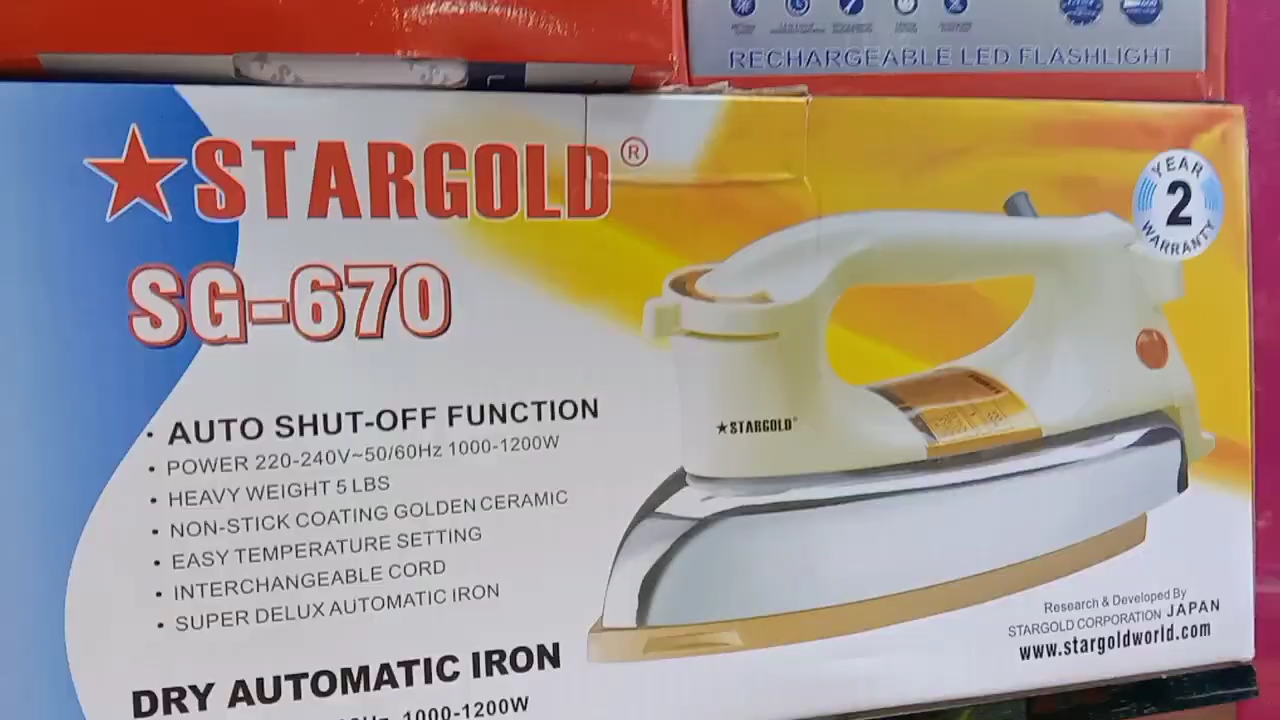 RECHARGEABLE LED FLASHLIGHT
STARGOLD®
SG-670
YEAR
2
WARRANTY
• AUTO SHUT-OFF FUNCTION
• POWER 220-240V~50/60Hz 1000-1200W
• HEAVY WEIGHT 5 LBS
• NON-STICK COATING GOLDEN CERAMIC
• EASY TEMPERATURE SETTING
• INTERCHANGEABLE CORD
• SUPER DELUX AUTOMATIC IRON
★STARGOLD®
DRY AUTOMATIC IRON
1000-1200W
Research & Developed By
STARGOLD CORPORATION JAPAN
www.stargoldworld.com